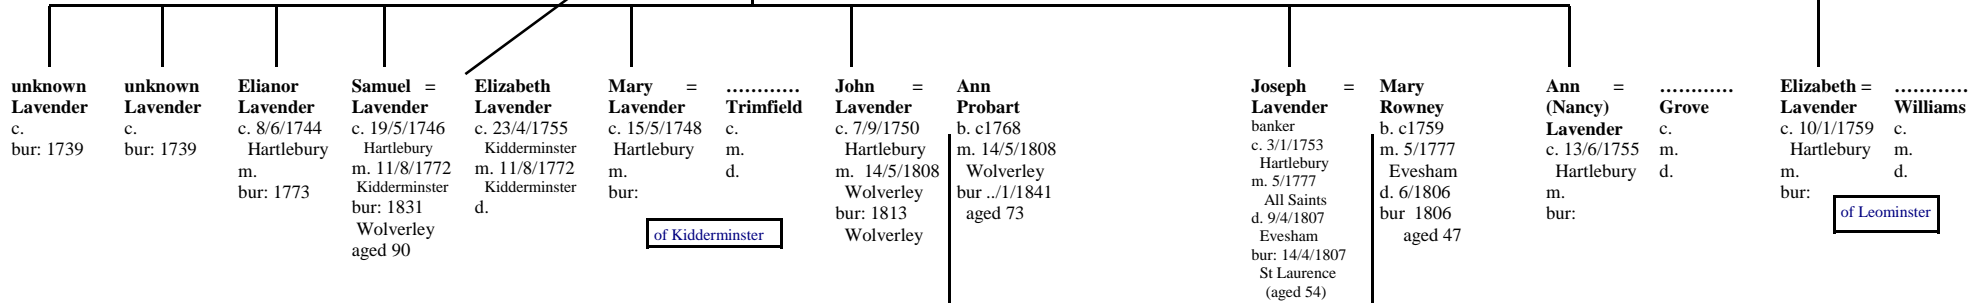 unknown
Lavender
c.
bur: 1739
unknown
Lavender
c.
bur: 1739
Elianor
Lavender
c. 8/6/1744
Hartlebury
m.
bur: 1773
Samuel =
Lavender
c. 19/5/1746
Hartlebury
m. 11/8/1772
Kidderminster
bur: 1831
Wolverley
aged 90
Elizabeth
Lavender
c. 23/4/1755
Kidderminster
m. 11/8/1772
Kidderminster
d.
Mary =
Lavender
c. 15/5/1748
Hartlebury
m.
bur:
…………
Trimfield
c.
m.
d.
of Kidderminster
John =
Lavender
c. 7/9/1750
Hartlebury
m. 14/5/1808
Wolverley
bur: 1813
Wolverley
Ann
Probart
b. c1768
m. 14/5/1808
Wolverley
bur ../1/1841
aged 73
Joseph =
Lavender
banker
c. 3/1/1753
Hartlebury
m. 5/1777
All Saints
d. 9/4/1807
Evesham
bur: 14/4/1807
St Laurence
(aged 54)
Mary
Rowney
b. c1759
m. 5/1777
Evesham
d. 6/1806
bur 1806
aged 47
Ann =
(Nancy)
Lavender
c. 13/6/1755
Hartlebury
m.
bur:
…………
Grove
c.
m.
d.
Elizabeth =
Lavender
c. 10/1/1759
Hartlebury
m.
bur:
…………
Williams
c.
m.
d.
of Leominster